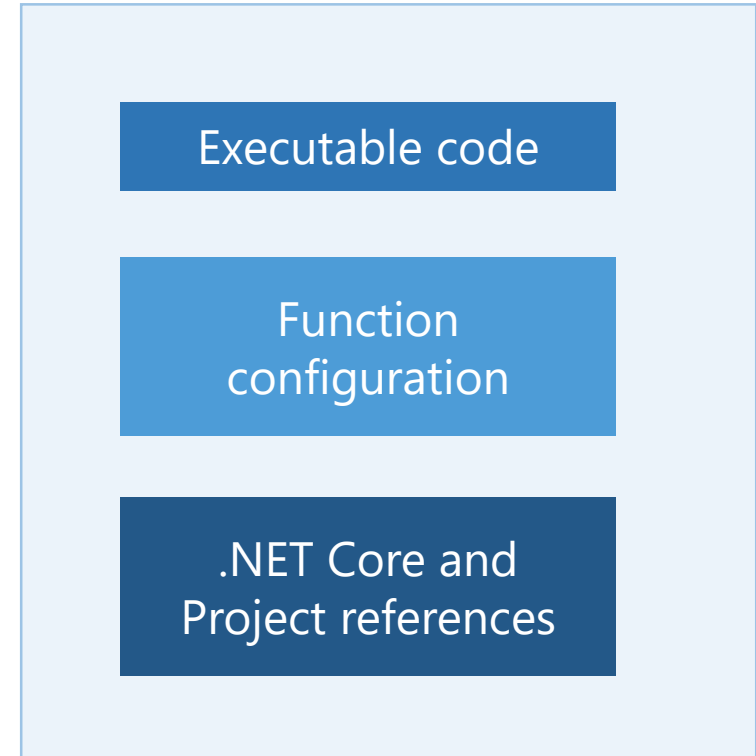 Executable code
Function
configuration
.NET Core and
Project references